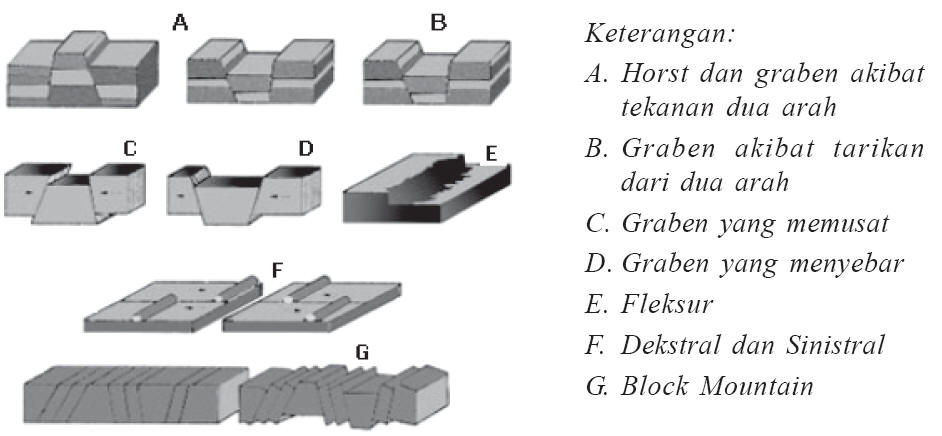 A
B
C
D
E
F
G
Keterangan:
A. Horst dan graben akibat
tekanan dua arah
B. Graben akibat tarikan
dari dua arah
C. Graben yang memusat
D. Graben yang menyebar
E. Fleksur
F. Dekstral dan Sinistral
G. Block Mountain